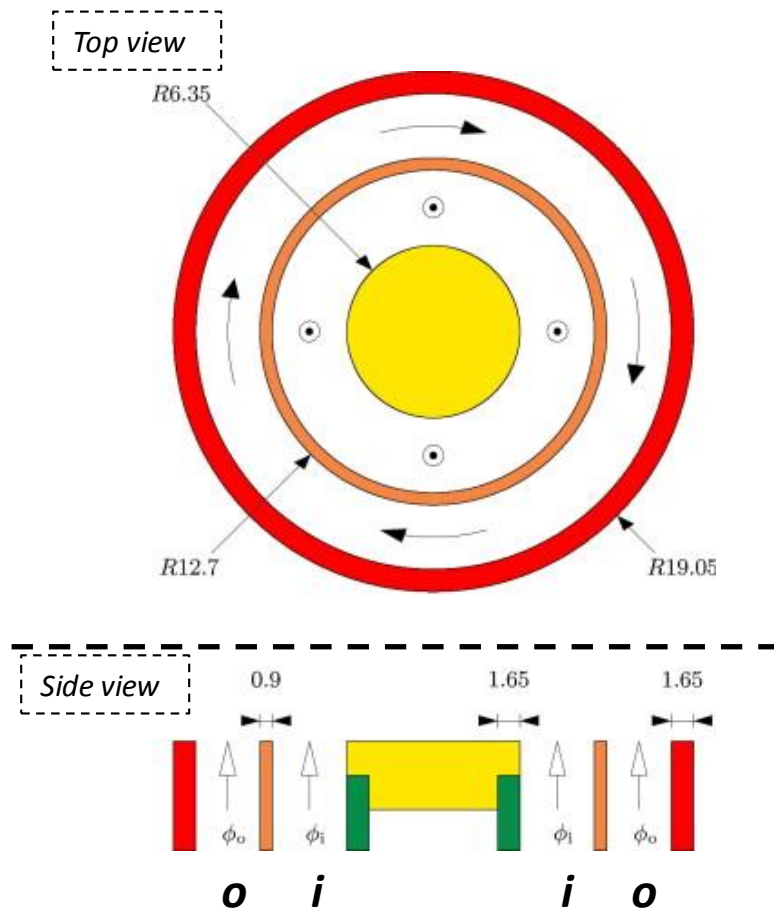 Top view
R6.35
R12.7
R19.05
Side view
0.9
1.65
1.65
ϕo
ϕi
ϕi
ϕo
o
i
i
o